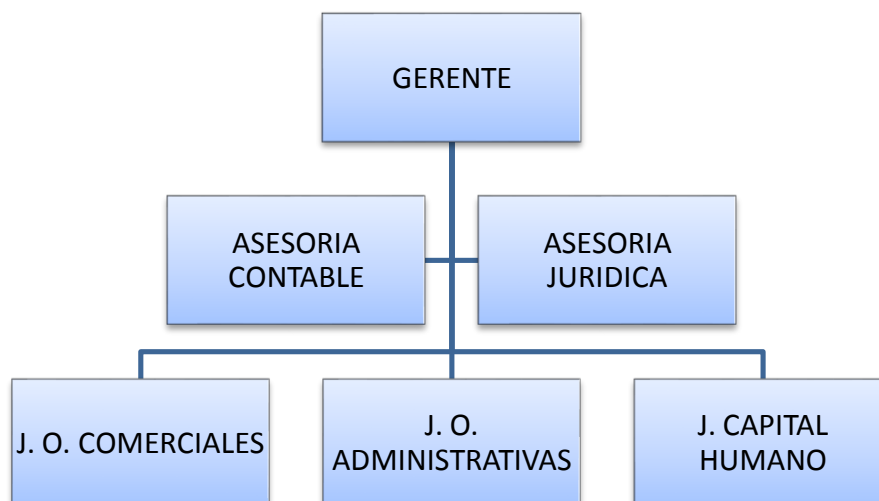 GERENTE
ASESORIA
CONTABLE
ASESORIA
JURIDICA
J. O. COMERCIALES
J. O.
ADMINISTRATIVAS
J. CAPITAL
HUMANO